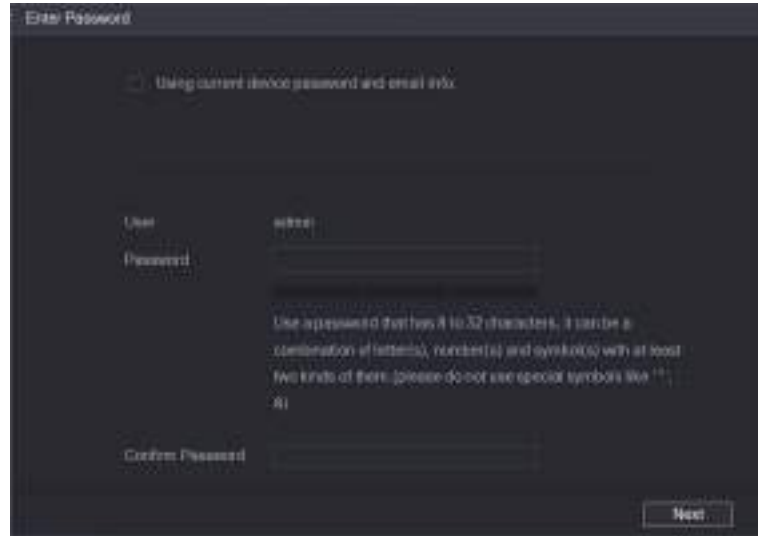 Enter Password
Using current device password and email info.
User admin
Password
Use a password that has 8 to 32 characters, it can be a
combination of letter(s), number(s) and symbol(s) with at least
two kinds of them. (please do not use special symbols like ' " ;
&)
Confirm Password
Next